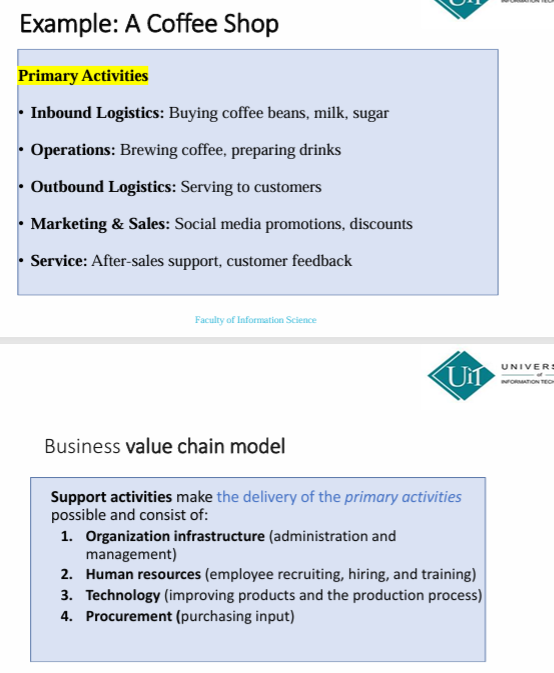 Example: A Coffee Shop
Primary Activities
• Inbound Logistics: Buying coffee beans, milk, sugar
• Operations: Brewing coffee, preparing drinks
• Outbound Logistics: Serving to customers
• Marketing & Sales: Social media promotions, discounts
• Service: After-sales support, customer feedback
Faculty of Information Science
UiT
UNIVERS
of
INFORMATION TECH
Business value chain model
Support activities make the delivery of the primary activities
possible and consist of:
1. Organization infrastructure (administration and
management)
2. Human resources (employee recruiting, hiring, and training)
3. Technology (improving products and the production process)
4. Procurement (purchasing input)